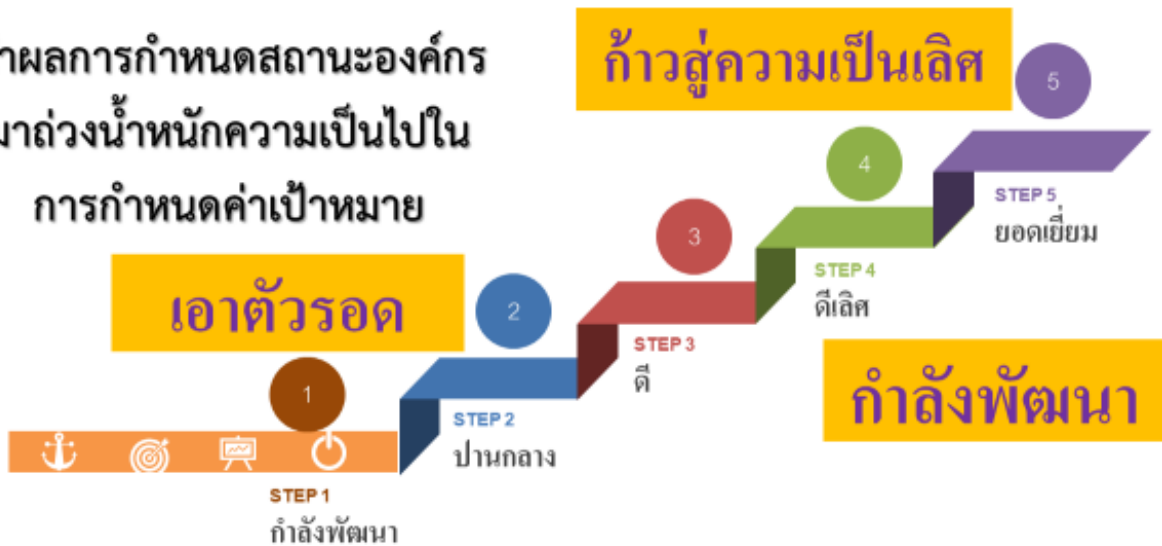 าผลการกำหนดสถานะองค์กร
มาถ่วงน้ำหนักความเป็นไปใน
การกำหนดค่าเป้าหมาย
ก้าวสู่ความเป็นเลิศ
5
STEP 5
ยอดเยี่ยม
4
STEP 4
ดีเลิศ
3
STEP 3
ดี
กำลังพัฒนา
เอาตัวรอด
2
STEP 2
ปานกลาง
1
STEP 1
กำลังพัฒนา